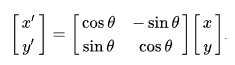 [x′ y′] = [cos θ −sin θ sin θ cos θ] [x y].